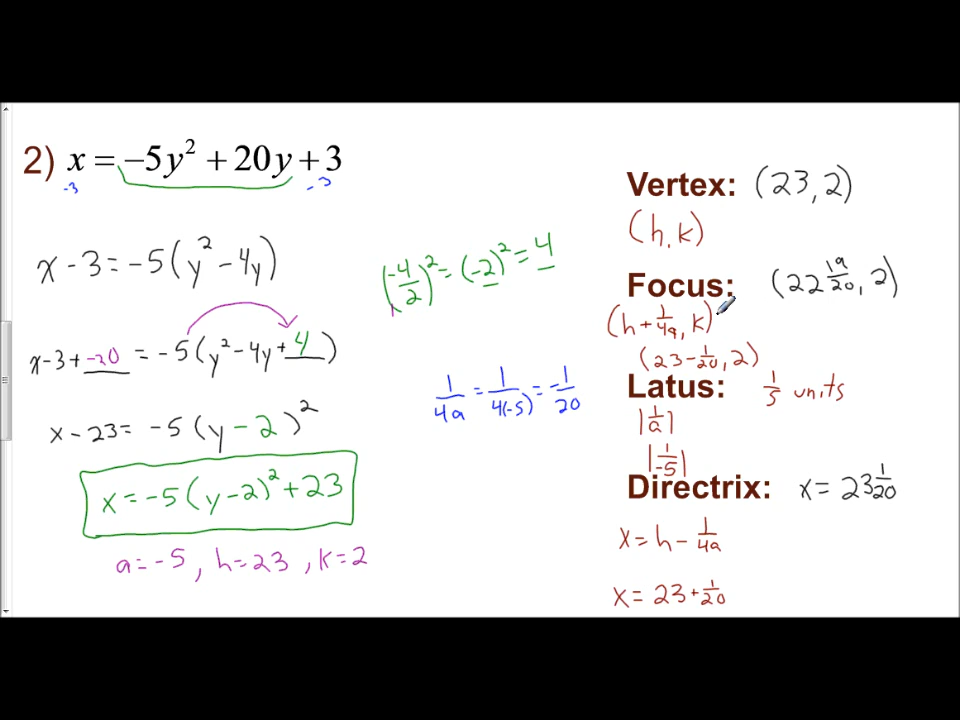 2) x = -5y² + 20y + 3
-3 -3
x - 3 = -5(y² - 4y)
x - 3 + -20 = -5(y² - 4y + 4)
x - 23 = -5(y - 2)²
x = -5(y - 2)² + 23
a = -5, h = 23, k = 2
(-4/2)² = (-2)² = 4
1/4a = 1/4(-5) = -1/20
Vertex: (23, 2)
(h, k)
Focus: (22 19/20, 2)
(h + 1/4a, k)
(23 - 1/20, 2)
Latus: 1/5 units
|1/a|
|1/-5|
Directrix: x = 23 1/20
x = h - 1/4a
x = 23 + 1/20